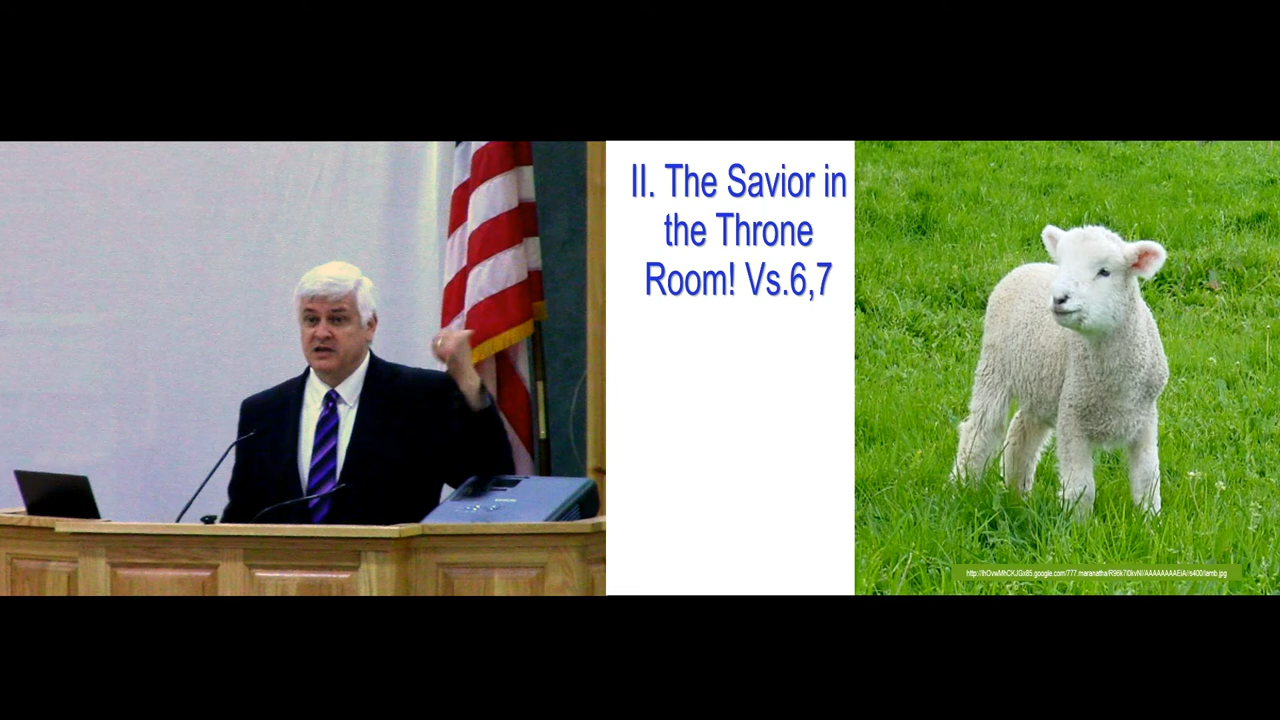 II. The Savior in
the Throne
Room! Vs.6,7